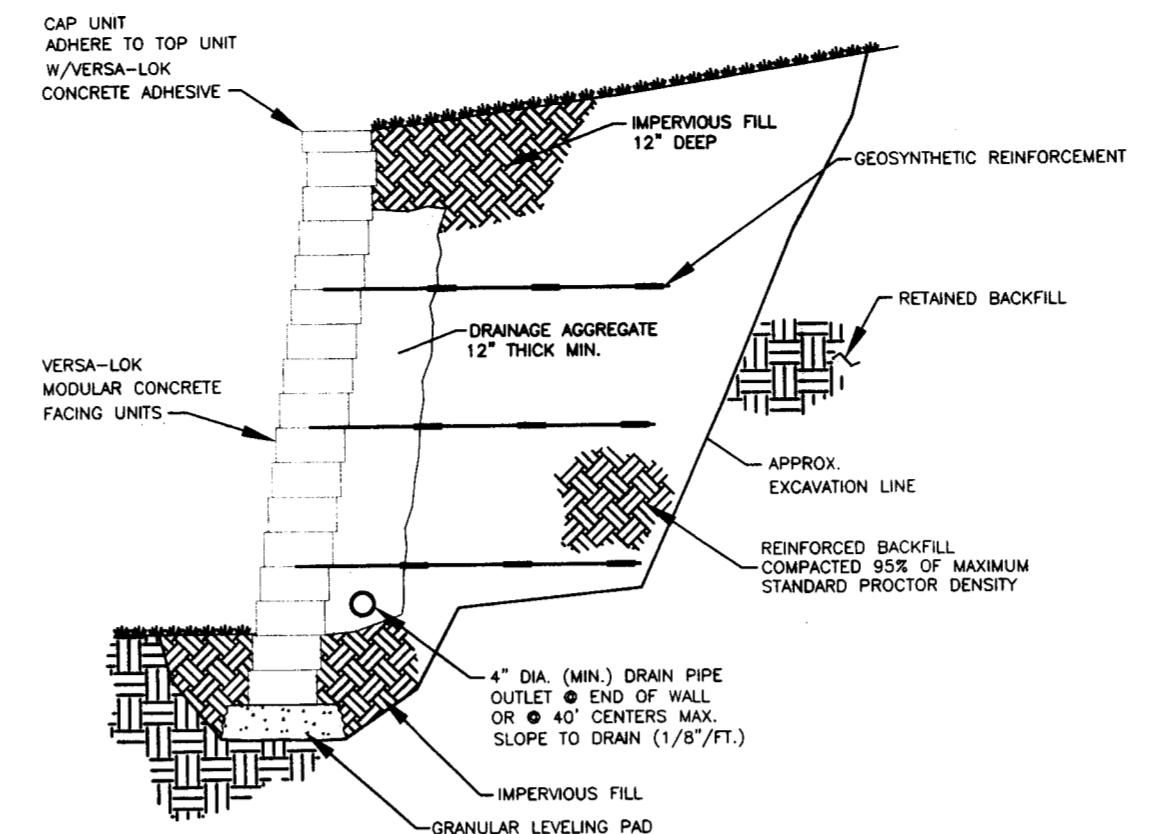 CAP UNIT
ADHERE TO TOP UNIT
W/VERSA-LOK
CONCRETE ADHESIVE
IMPERVIOUS FILL
12" DEEP
GEOSYNTHETIC REINFORCEMENT
RETAINED BACKFILL
DRAINAGE AGGREGATE
12" THICK MIN.
VERSA-LOK
MODULAR CONCRETE
FACING UNITS
APPROX.
EXCAVATION LINE
REINFORCED BACKFILL
COMPACTED 95% OF MAXIMUM
STANDARD PROCTOR DENSITY
4" DIA. (MIN.) DRAIN PIPE
OUTLET @ END OF WALL
OR @ 40' CENTERS MAX.
SLOPE TO DRAIN (1/8"/FT.)
IMPERVIOUS FILL
GRANULAR LEVELING PAD